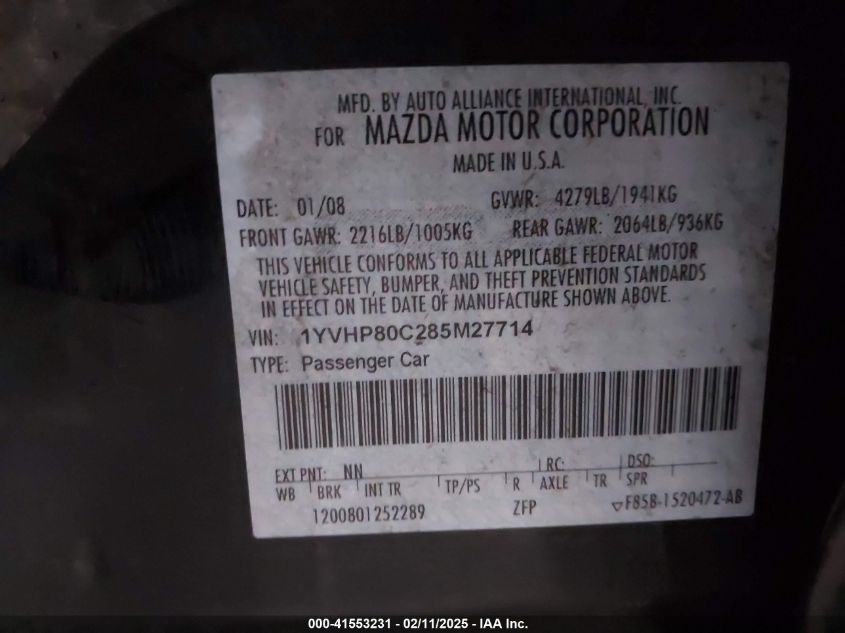 MFD. BY AUTO ALLIANCE INTERNATIONAL, INC.
FOR MAZDA MOTOR CORPORATION
MADE IN U.S.A.
DATE: 01/08 GVWR: 4279LB/1941KG
FRONT GAWR: 2216LB/1005KG REAR GAWR: 2064LB/936KG
THIS VEHICLE CONFORMS TO ALL APPLICABLE FEDERAL MOTOR
VEHICLE SAFETY, BUMPER, AND THEFT PREVENTION STANDARDS
IN EFFECT ON THE DATE OF MANUFACTURE SHOWN ABOVE.
VIN: 1YVHP80C285M27714
TYPE: Passenger Car
EXT PNT: NN RC: DSO:
WB BRK INT TR TP/PS R AXLE TR SPR
1200801252289 ZFP ▽F85B-1520472-AB
000-41553231 - 02/11/2025 - IAA Inc.